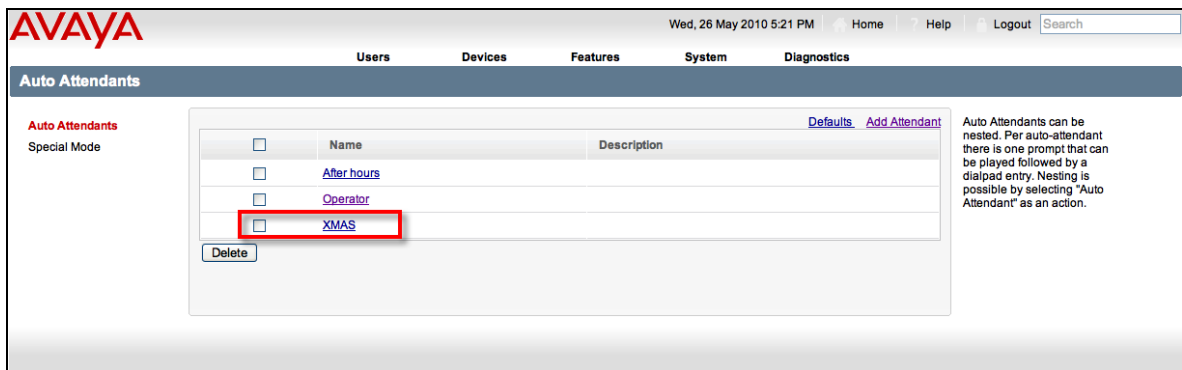 AVAYA
Wed, 26 May 2010 5:21 PM Home ? Help Logout Search
Users Devices Features System Diagnostics
Auto Attendants
Auto Attendants
Special Mode
Defaults Add Attendant
Name Description
After hours
Operator
XMAS
Delete
Auto Attendants can be
nested. Per auto-attendant
there is one prompt that can
be played followed by a
dialpad entry. Nesting is
possible by selecting "Auto
Attendant" as an action.